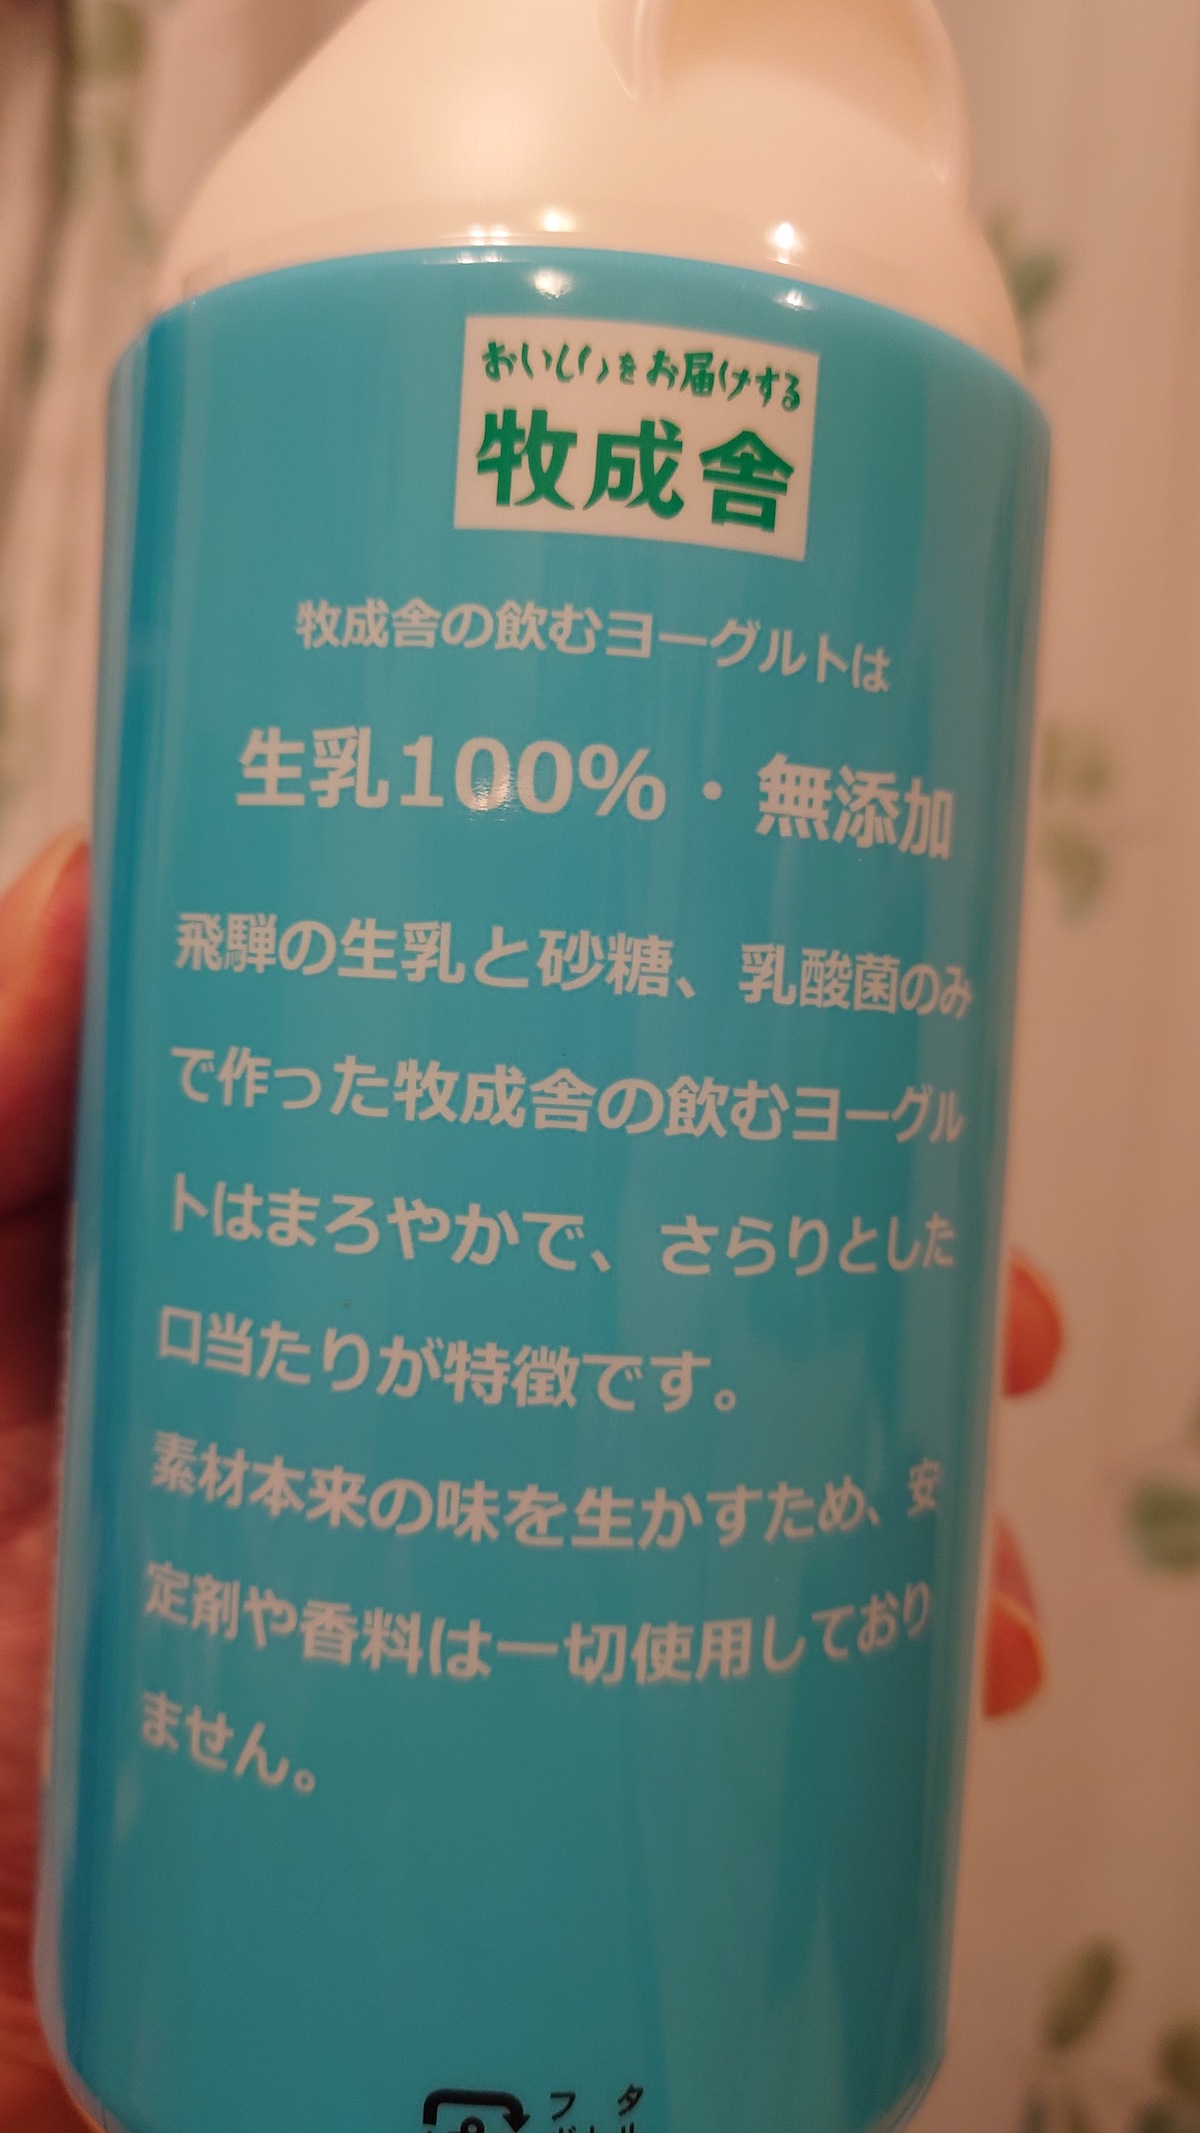 おいしいをお届けする
牧成舎
牧成舎の飲むヨーグルトは
生乳100%・無添加
飛騨の生乳と砂糖、乳酸菌のみ
で作った牧成舎の飲むヨーグル
トはまろやかで、さらりとした
口当たりが特徴です。
素材本来の味を生かすため、安
定剤や香料は一切使用しており
ません。
フタ